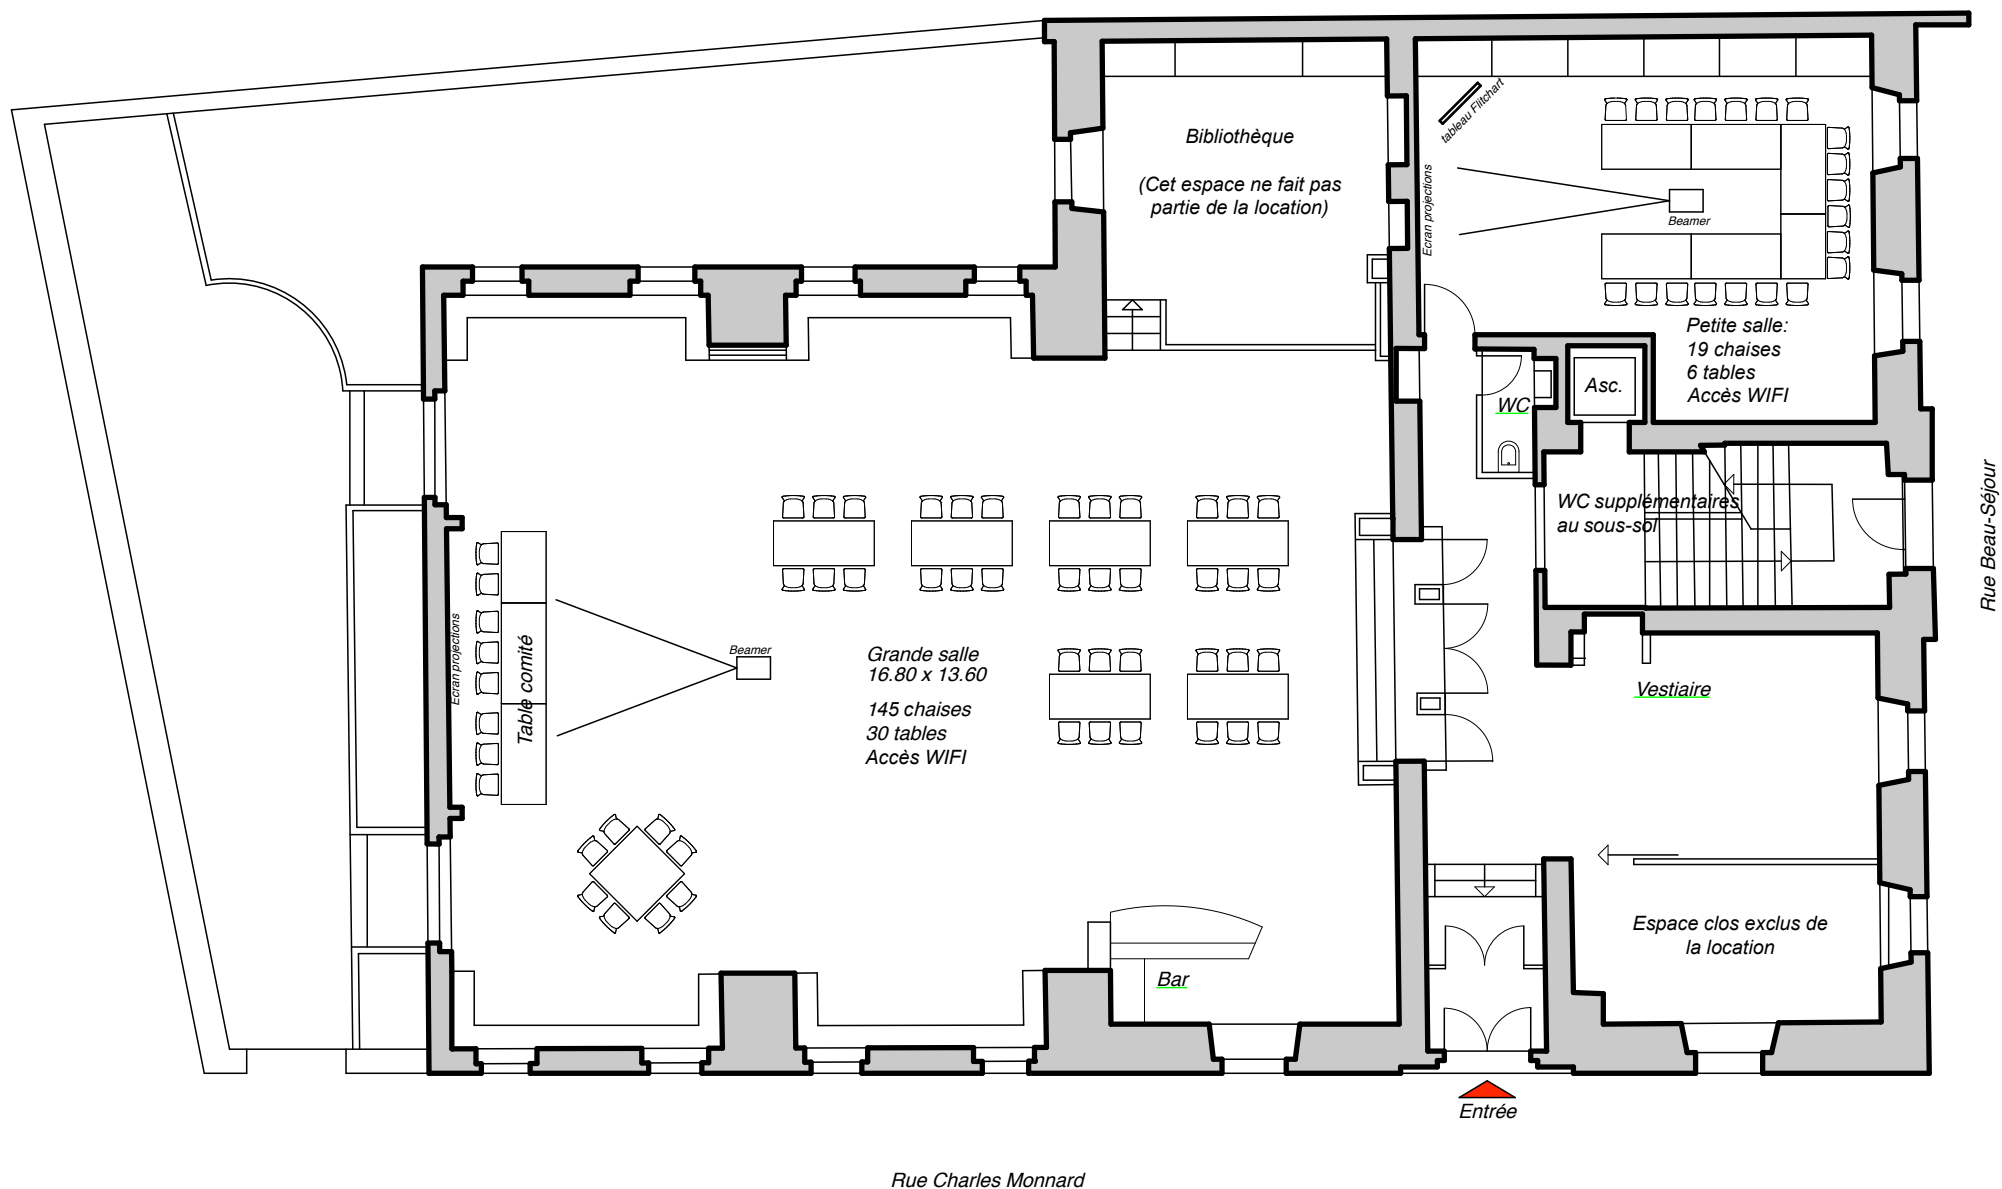 Bibliothèque
(Cet espace ne fait pas
partie de la location)
tableau Flitchart
Ecran projections
Beamer
Petite salle:
19 chaises
6 tables
Accès WIFI
Asc.
WC
WC supplémentaires
au sous-sol
Rue Beau-Séjour
Ecran projections
Table comité
Beamer
Grande salle
16.80 x 13.60
145 chaises
30 tables
Accès WIFI
Vestiaire
Espace clos exclus de
la location
Bar
Entrée
Rue Charles Monnard